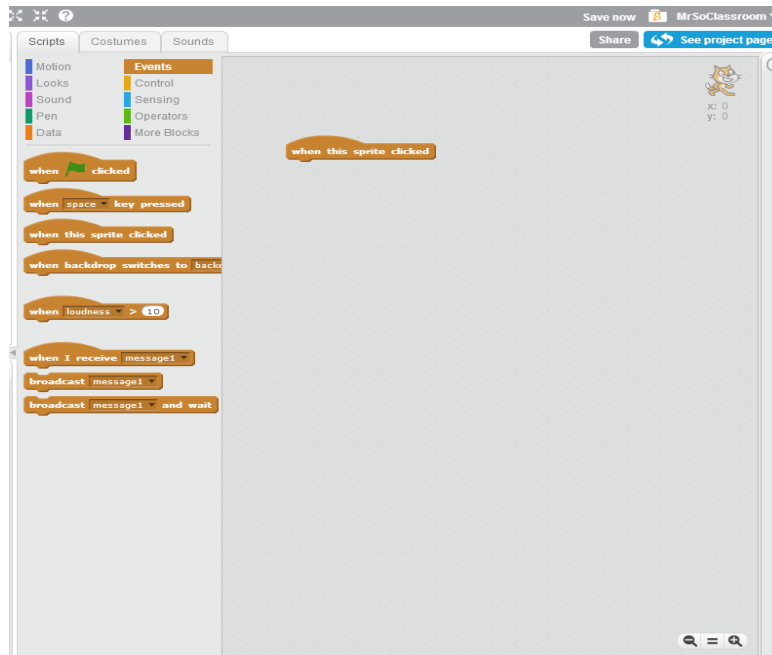 Save now MrSoClassroom
Scripts Costumes Sounds
Share See project page
Motion Events
Looks Control
Sound Sensing
Pen Operators
Data More Blocks
x: 0
y: 0
when this sprite clicked
when clicked
when space key pressed
when this sprite clicked
when backdrop switches to
when loudness > 10
when I receive message1
broadcast message1
broadcast message1 and wait